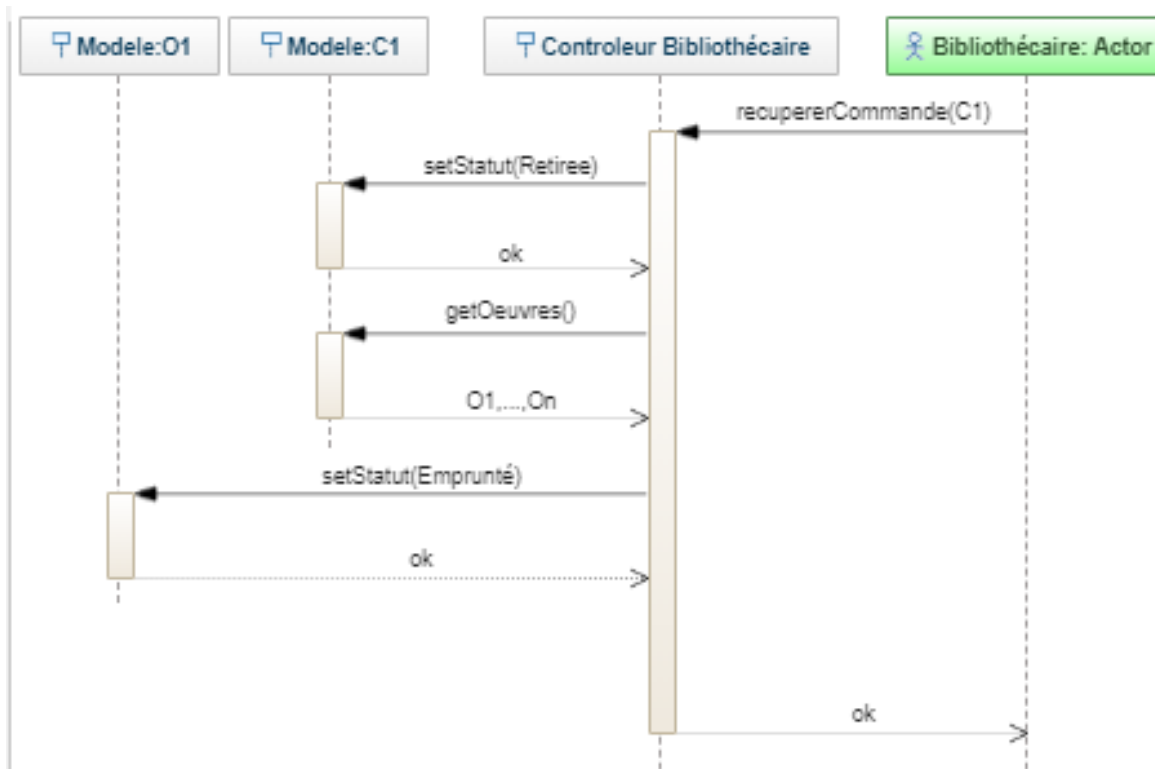 Modele:O1
Modele:C1
Controleur Bibliothécaire
Bibliothécaire: Actor
recupererCommande(C1)
setStatut(Retiree)
ok
getOeuvres()
O1,...,On
setStatut(Emprunté)
ok
ok